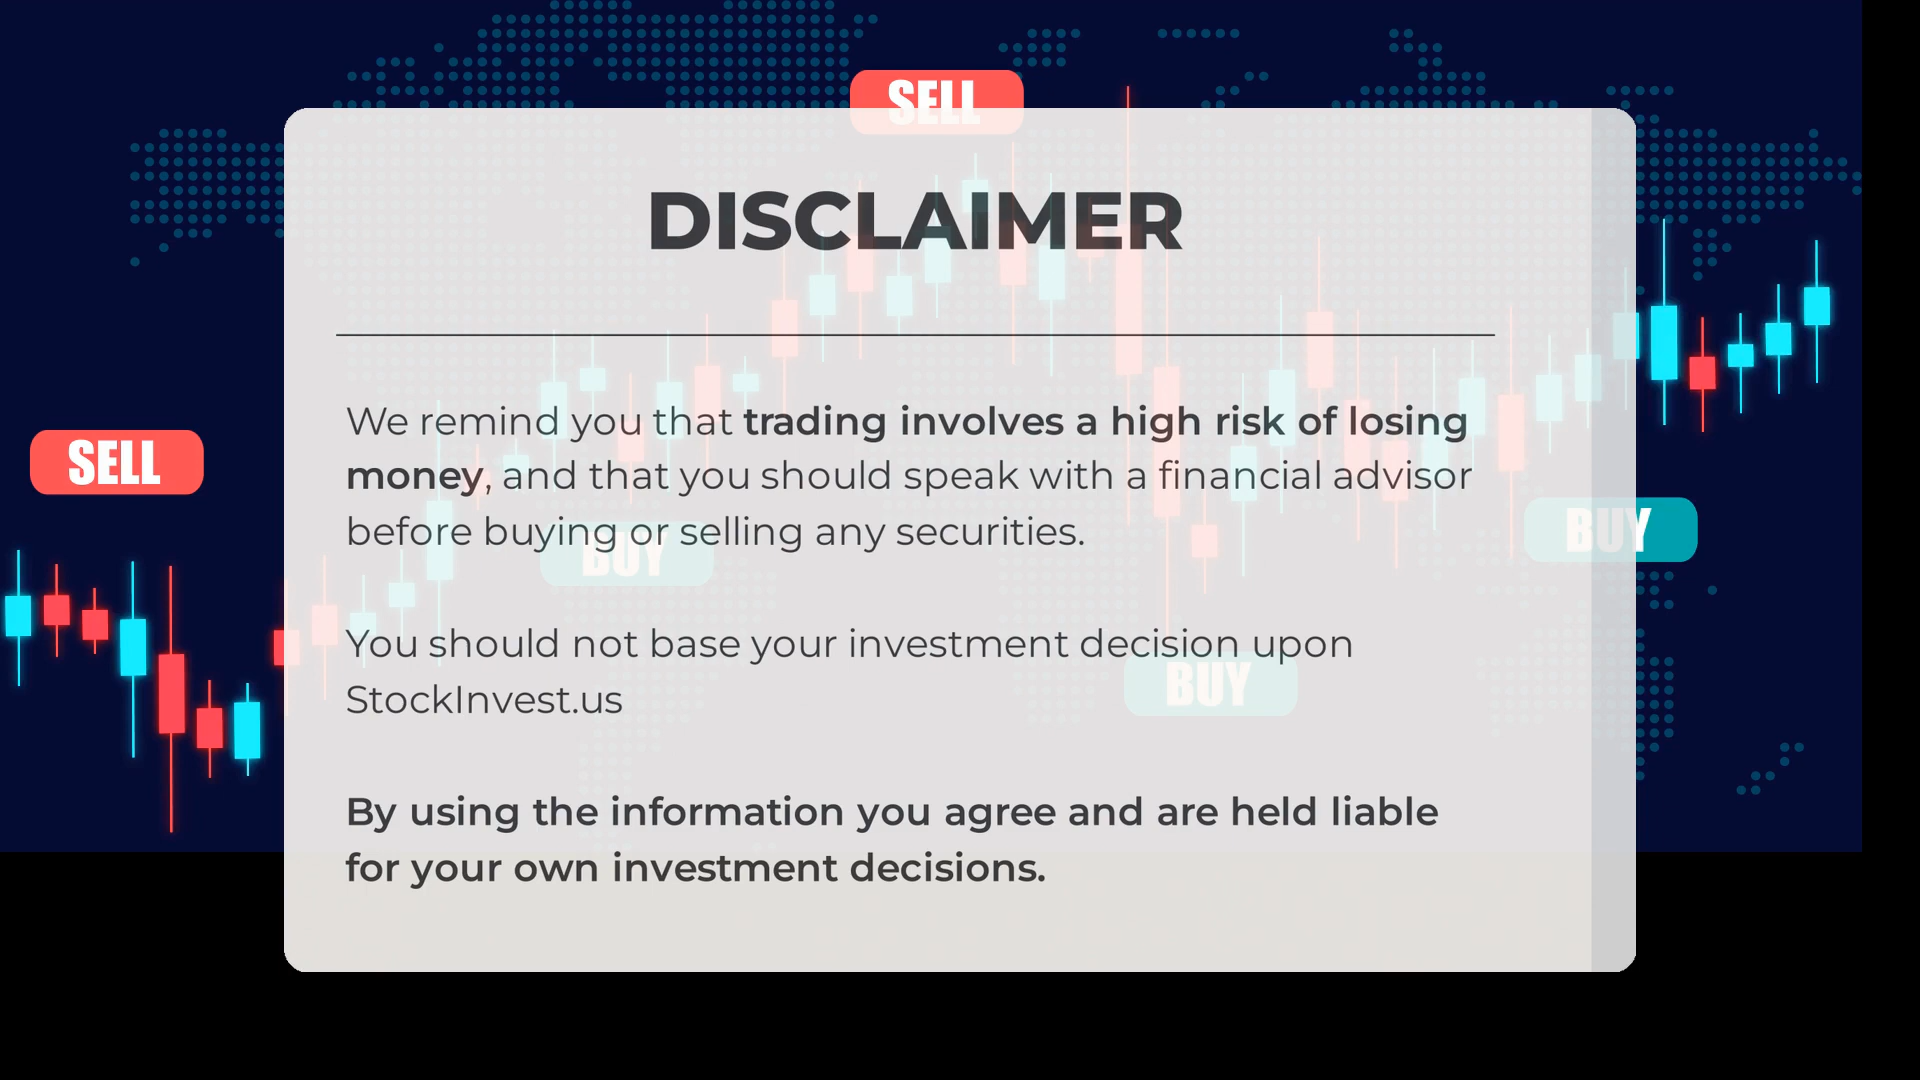 SELL
DISCLAIMER
We remind you that trading involves a high risk of losing
money, and that you should speak with a financial advisor
before buying or selling any securities.
SELL
BUY
BUY
You should not base your investment decision upon
StockInvest.us
BUY
By using the information you agree and are held liable
for your own investment decisions.